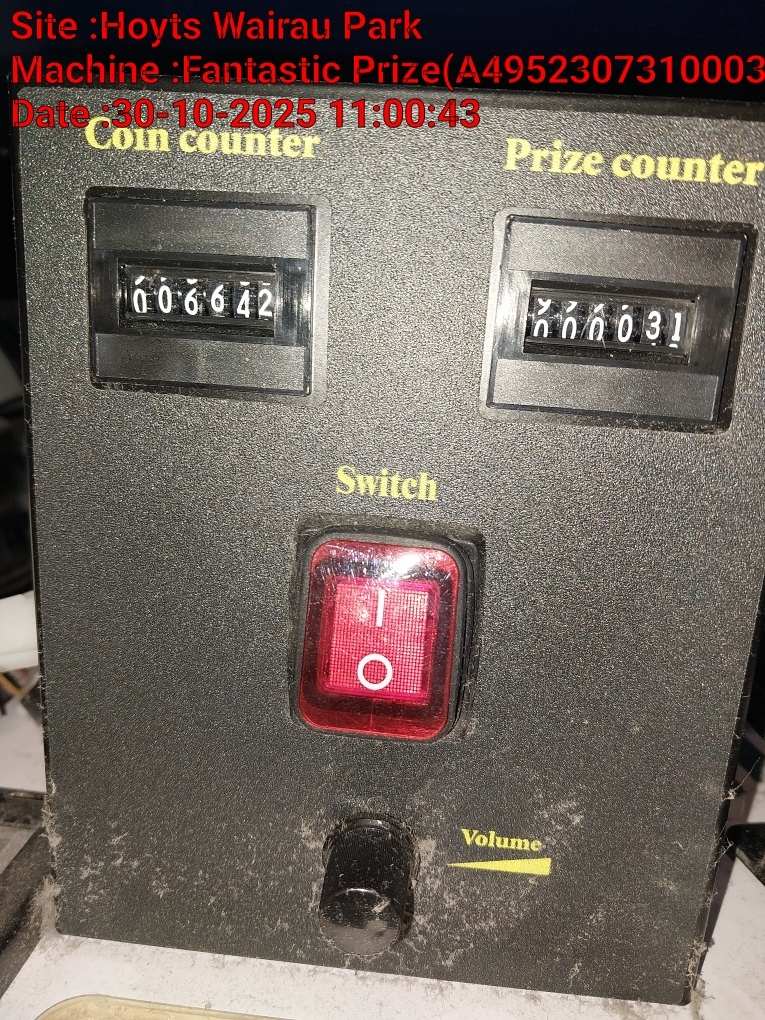 Site :Hoyts Wairau Park
Machine :Fantastic Prize(A4952307310003
Date :30-10-2025 11:00:43
Coin counter
Prize counter
006642
000031
Switch
I
O
Volume